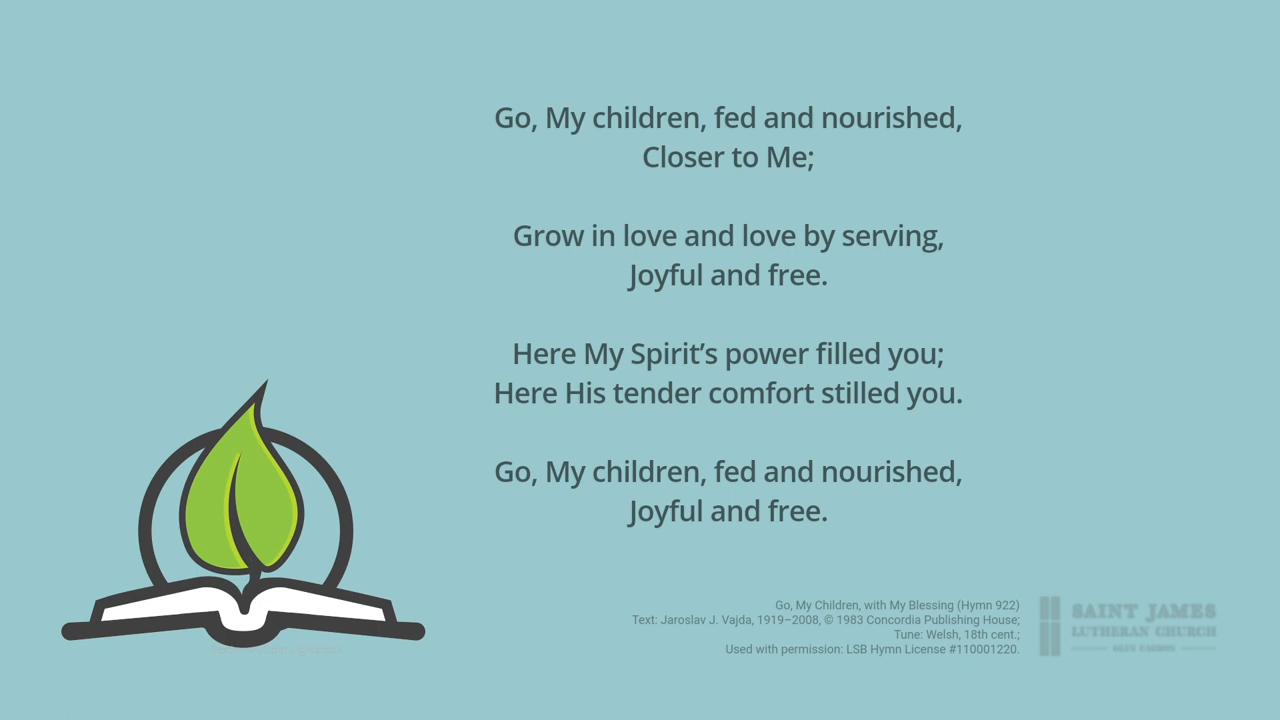 Go, My children, fed and nourished,
Closer to Me;
Grow in love and love by serving,
Joyful and free.
Here My Spirit’s power filled you;
Here His tender comfort stilled you.
Go, My children, fed and nourished,
Joyful and free.
Go, My Children, with My Blessing (Hymn 922)
Text: Jaroslav J. Vajda, 1919–2008, © 1983 Concordia Publishing House;
Tune: Welsh, 18th cent.;
Used with permission: LSB Hymn License #110001220.
SAINT JAMES
LUTHERAN CHURCH